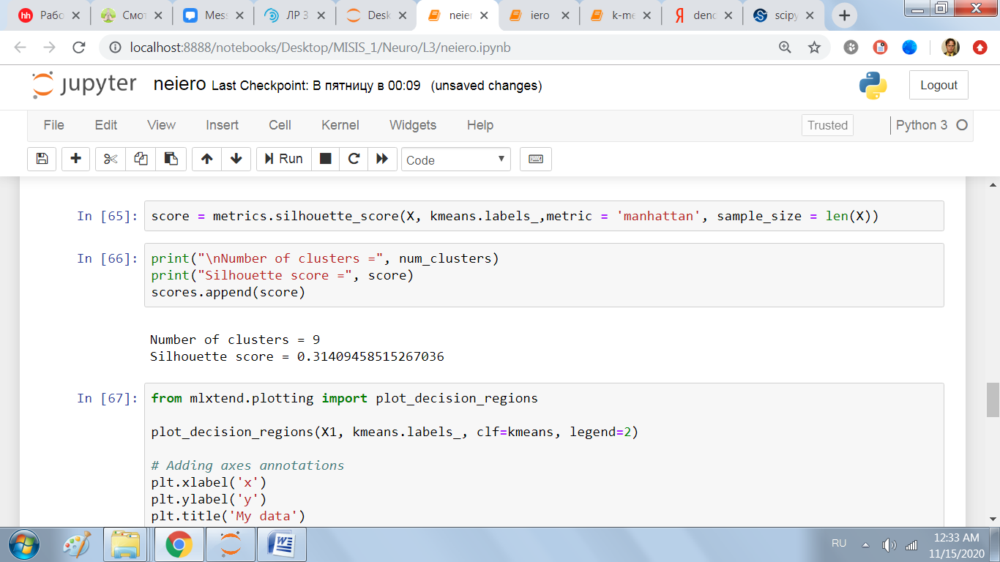 Рабо
Смот
Mess
ЛР 3
Desk
neier
iero
k-me
denc
scipy
localhost:8888/notebooks/Desktop/MISIS_1/Neuro/L3/neiero.ipynb
jupyter neiero Last Checkpoint: В пятницу в 00:09 (unsaved changes)
Logout
File Edit View Insert Cell Kernel Widgets Help
Trusted
Python 3
Run
Code
In [65]: score = metrics.silhouette_score(X, kmeans.labels_,metric = 'manhattan', sample_size = len(X))
In [66]: print("\nNumber of clusters =", num_clusters)
print("Silhouette score =", score)
scores.append(score)
Number of clusters = 9
Silhouette score = 0.31409458515267036
In [67]: from mlxtend.plotting import plot_decision_regions
plot_decision_regions(X1, kmeans.labels_, clf=kmeans, legend=2)
# Adding axes annotations
plt.xlabel('x')
plt.ylabel('y')
plt.title('My data')
RU
12:33 AM
11/15/2020